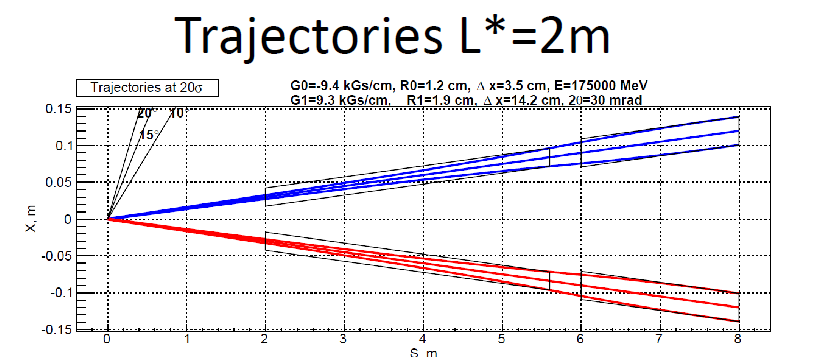 Trajectories L*=2m
Trajectories at 20σ
G0=-9.4 kGs/cm, R0=1.2 cm, Δ x=3.5 cm, E=175000 MeV
G1=9.3 kGs/cm, R1=1.9 cm, Δ x=14.2 cm, 2θ=30 mrad
0.15
20° 10°
15°
0.1
0.05
0
-0.05
-0.1
-0.15
X, m
0 1 2 3 4 5 6 7 8
S, m